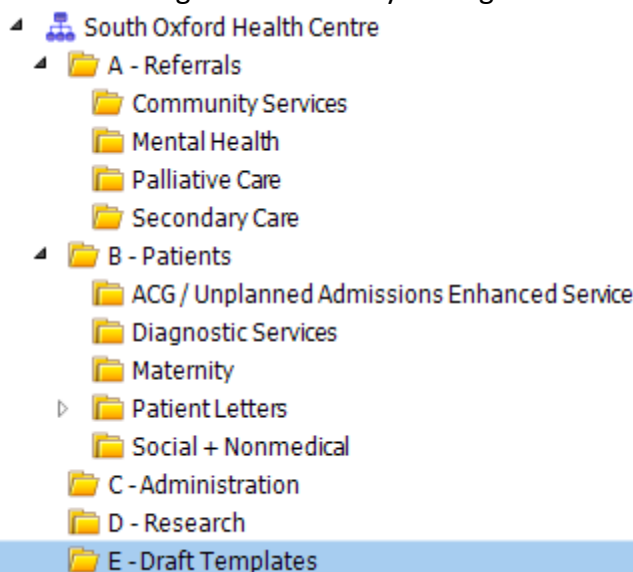 South Oxford Health Centre
A - Referrals
Community Services
Mental Health
Palliative Care
Secondary Care
B - Patients
ACG / Unplanned Admissions Enhanced Service
Diagnostic Services
Maternity
Patient Letters
Social + Nonmedical
C - Administration
D - Research
E - Draft Templates